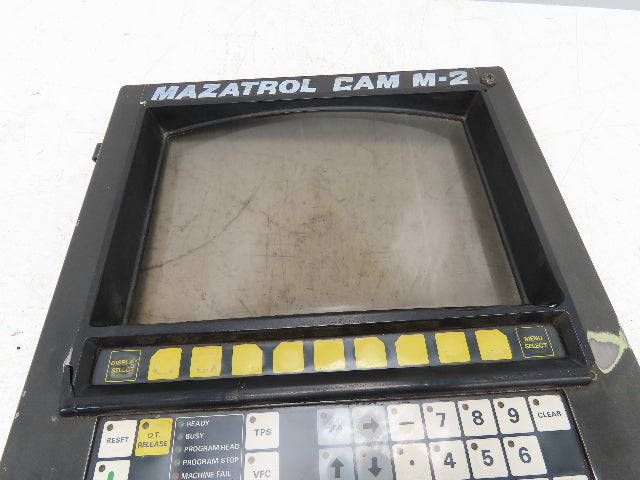 MAZATROL CAM M-2
DISPLAY SELECT
MENU SELECT
RESET
O.T. RELEASE
READY
BUSY
PROGRAM HEAD
PROGRAM STOP
MACHINE FAIL
TPS
VFC
- 7 8 9 CLEAR
. 4 5 6